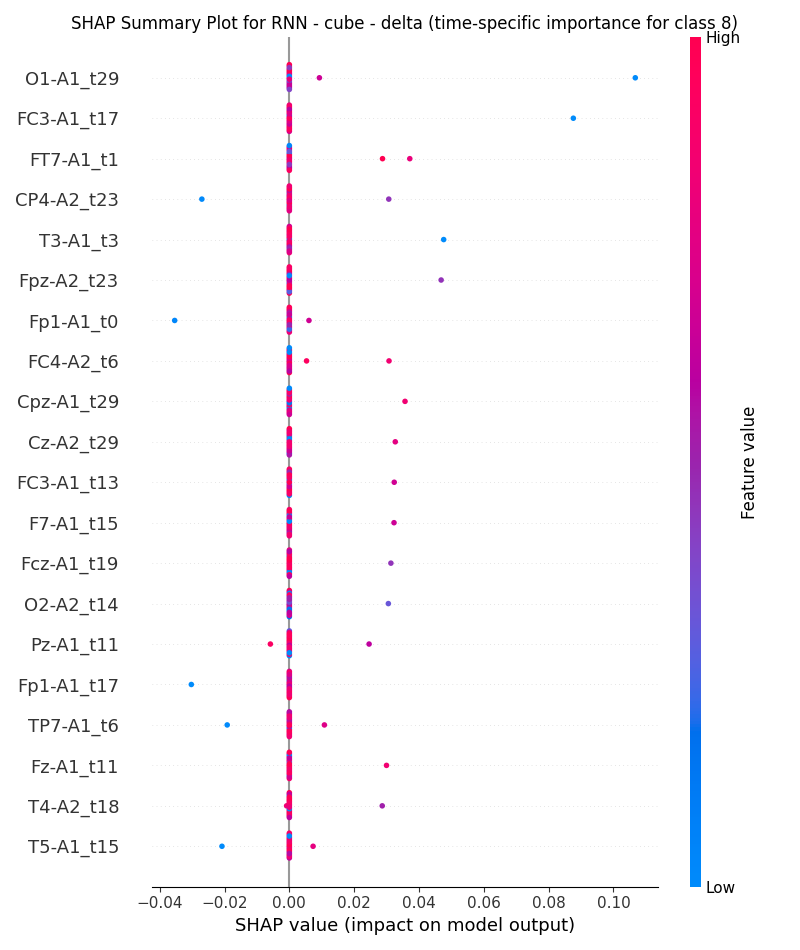 SHAP Summary Plot for RNN - cube - delta (time-specific importance for class 8)
High
O1-A1_t29
FC3-A1_t17
FT7-A1_t1
CP4-A2_t23
T3-A1_t3
Fpz-A2_t23
Fp1-A1_t0
FC4-A2_t6
Cpz-A1_t29
Cz-A2_t29
FC3-A1_t13
F7-A1_t15
Fcz-A1_t19
O2-A2_t14
Pz-A1_t11
Fp1-A1_t17
TP7-A1_t6
Fz-A1_t11
T4-A2_t18
T5-A1_t15
Feature value
Low
−0.04 −0.02 0.00 0.02 0.04 0.06 0.08 0.10
SHAP value (impact on model output)